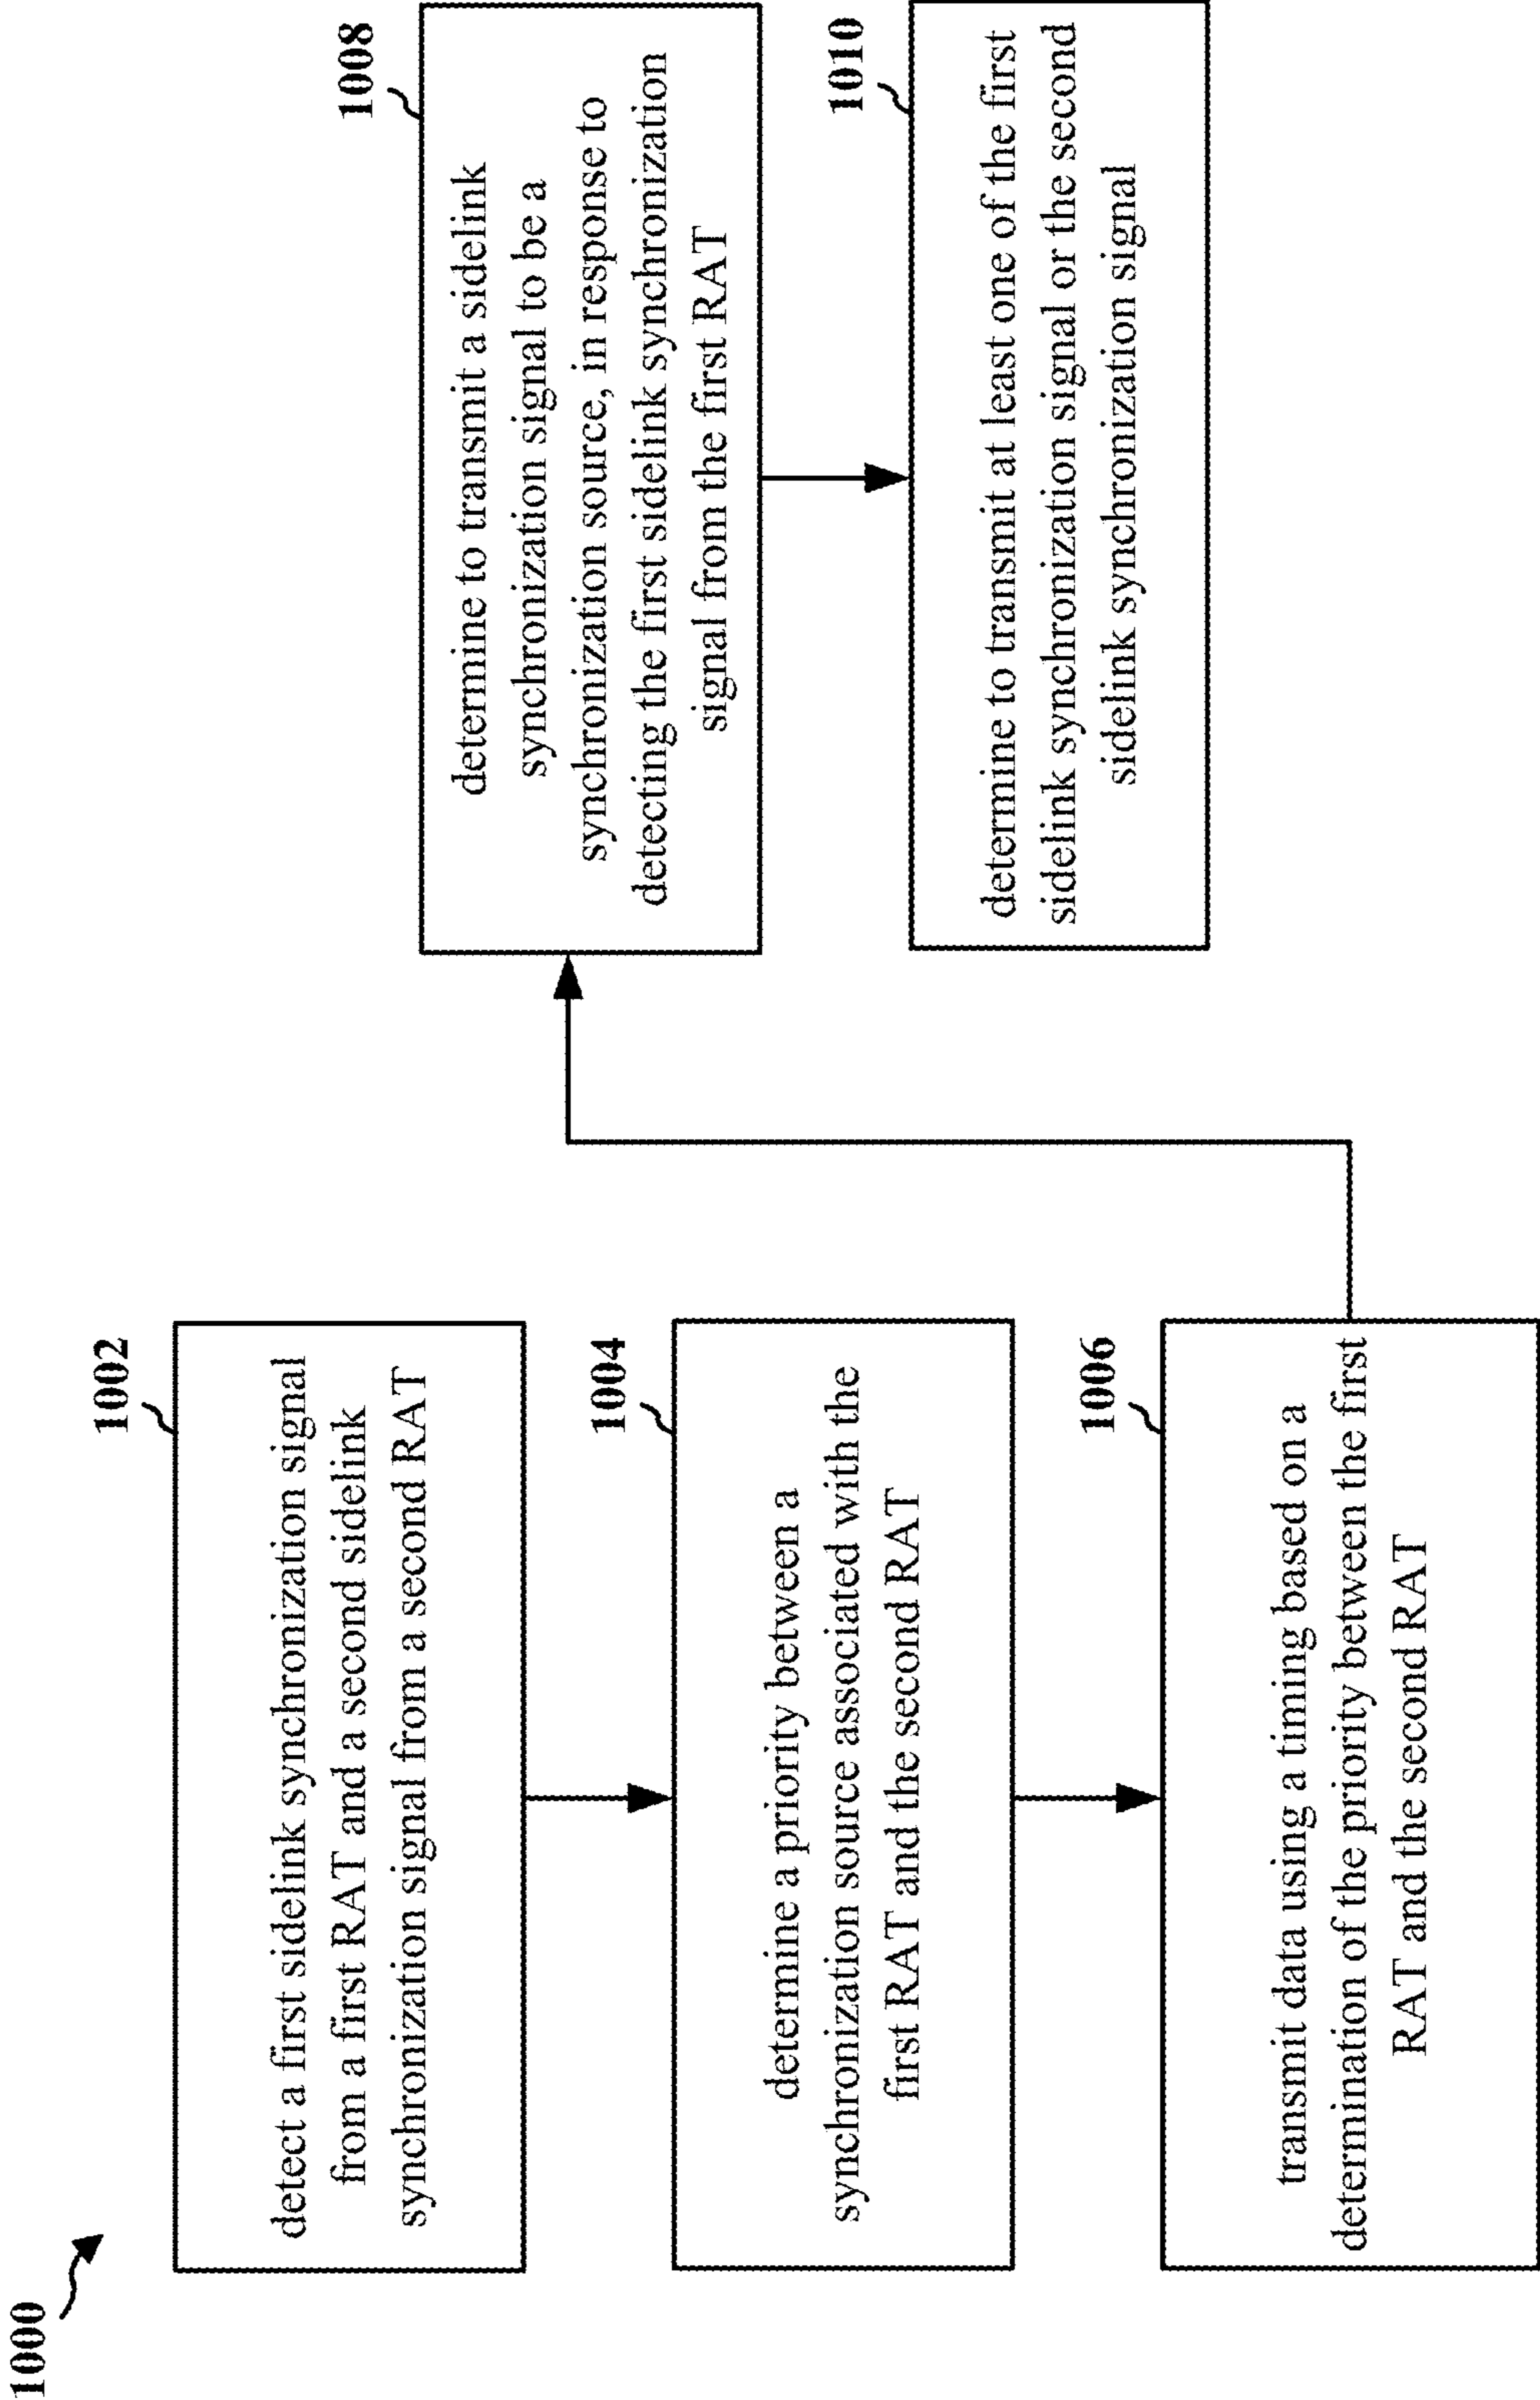 1000
1002
detect a first sidelink synchronization signal
from a first RAT and a second sidelink
synchronization signal from a second RAT
1004
determine a priority between a
synchronization source associated with the
first RAT and the second RAT
1006
transmit data using a timing based on a
determination of the priority between the first
RAT and the second RAT
1008
determine to transmit a sidelink
synchronization signal to be a
synchronization source, in response to
detecting the first sidelink synchronization
signal from the first RAT
1010
determine to transmit at least one of the first
sidelink synchronization signal or the second
sidelink synchronization signal